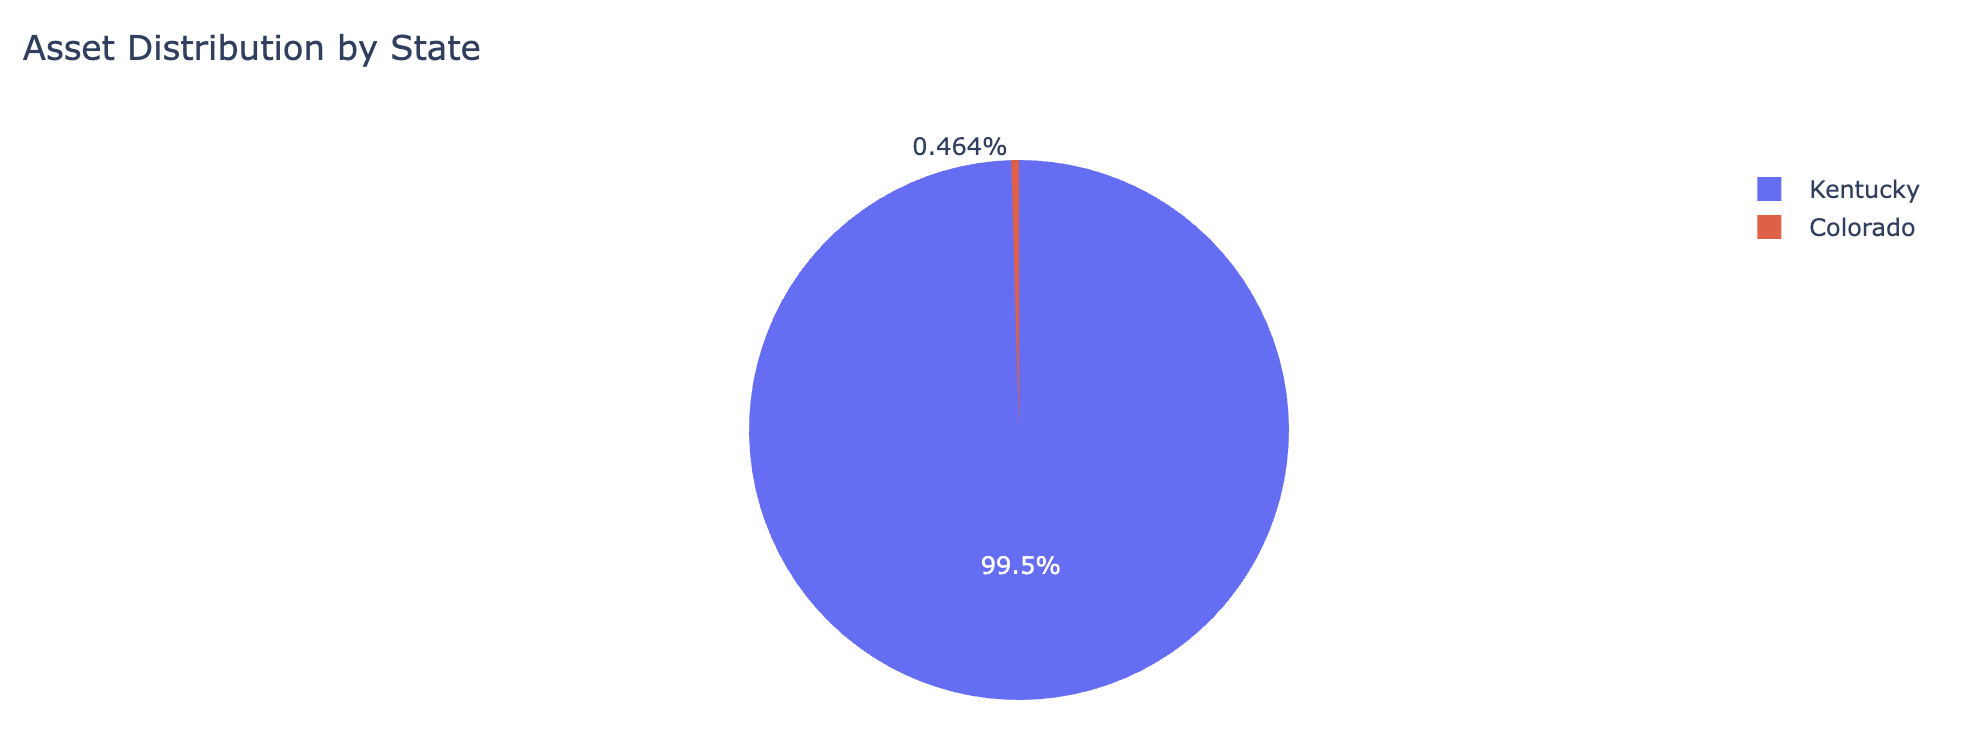 Asset Distribution by State
0.464%
Kentucky
Colorado
99.5%